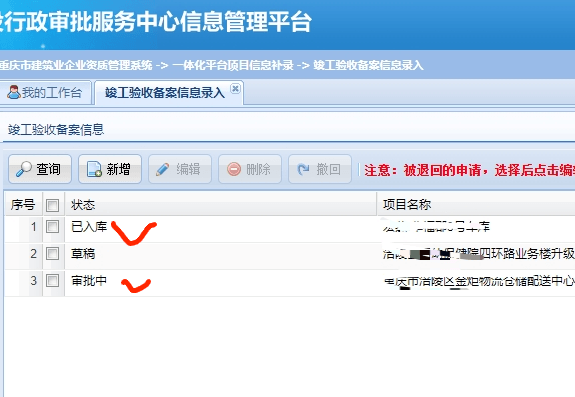 行政审批服务中心信息管理平台
重庆市建筑业企业资质管理系统 -> 一体化平台项目信息补录 -> 竣工验收备案信息录入
我的工作台 竣工验收备案信息录入
竣工验收备案信息
查询 新增 编辑 删除 撤回 注意：被退回的申请，选择后点击编
序号 状态 项目名称
1 已入库
2 草稿 涪陵 保健院四环路业务楼升级
3 审批中 重庆市涪陵区金炬物流仓储配送中心